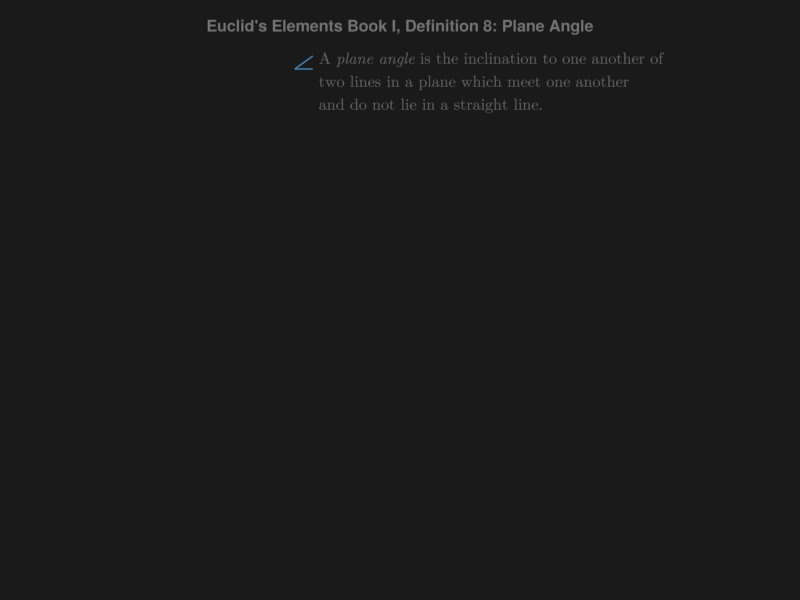 Euclid's Elements Book I, Definition 8: Plane Angle
A plane angle is the inclination to one another of
two lines in a plane which meet one another
and do not lie in a straight line.